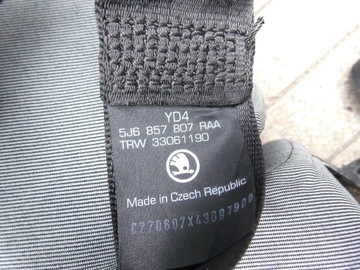 YD4
5J6 857 807 RAA
TRW 33061190
Made in Czech Republic